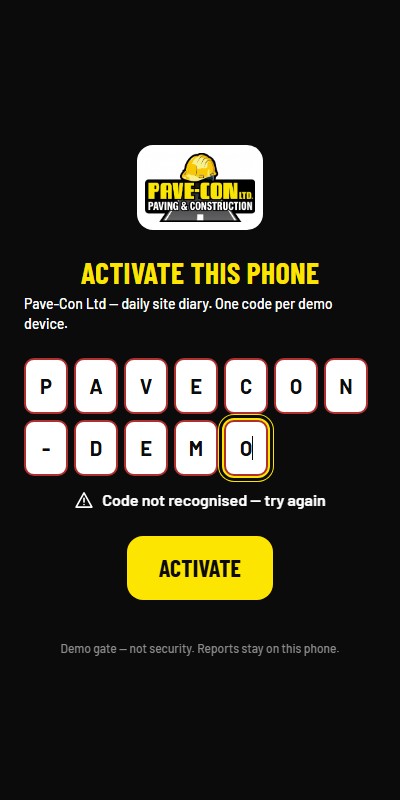 PAVE-CON LTD.
PAVING & CONSTRUCTION
ACTIVATE THIS PHONE
Pave-Con Ltd — daily site diary. One code per demo
device.
P A V E C O N
- D E M O
Code not recognised — try again
ACTIVATE
Demo gate — not security. Reports stay on this phone.